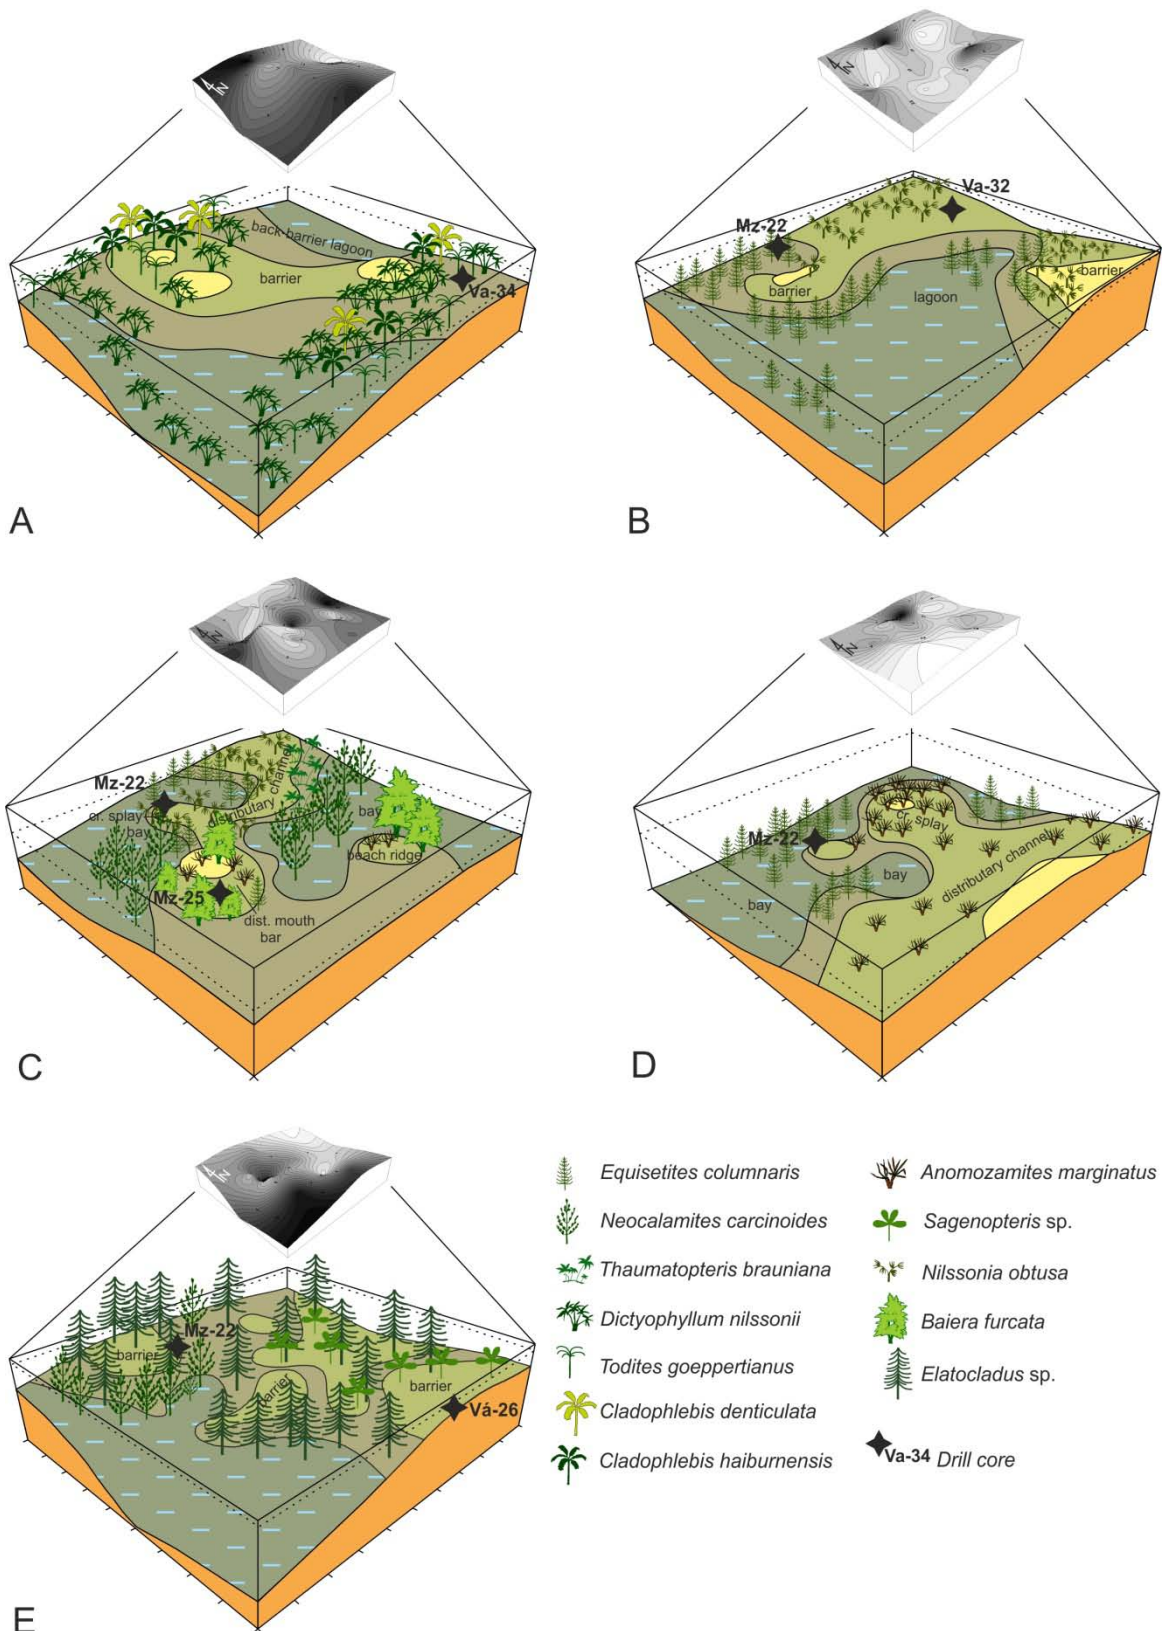 N
back-barrier lagoon
barrier
Va-34
A
N
Va-32
Mz-22
barrier
barrier
lagoon
B
N
Mz-22
distributary channel
cr. splay
bay
bay
beach ridge
Mz-25
dist. mouth
bar
C
N
cr. splay
Mz-22
distributary channel
bay
bay
D
N
Mz-22
barrier
barrier
barrier
Vá-26
E
Equisetites columnaris
Neocalamites carcinoides
Thaumatopteris brauniana
Dictyophyllum nilssonii
Todites goeppertianus
Cladophlebis denticulata
Cladophlebis haiburnensis
Anomozamites marginatus
Sagenopteris sp.
Nilssonia obtusa
Baiera furcata
Elatocladus sp.
Va-34 Drill core